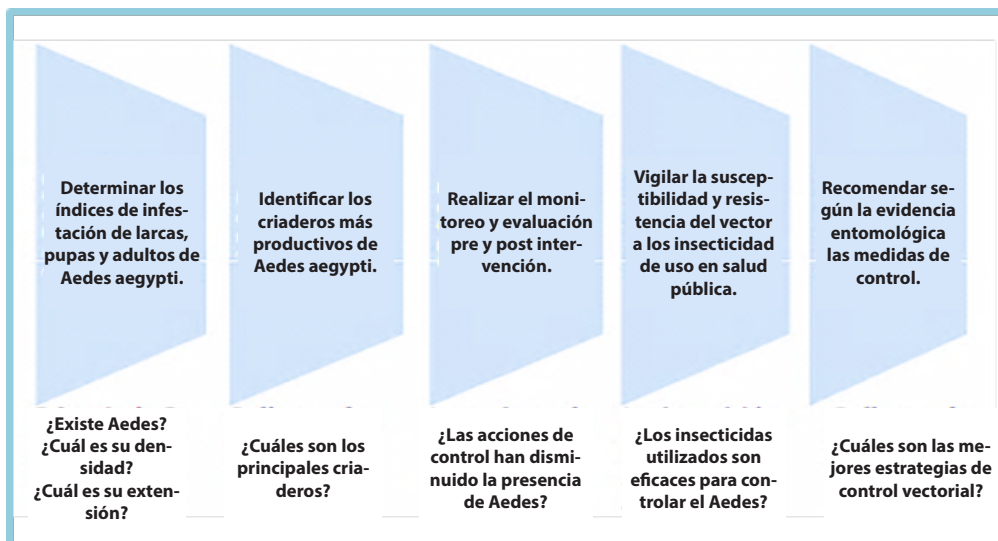 Determinar los
índices de infes-
tación de larcas,
pupas y adultos de
Aedes aegypti.
Identificar los
criaderos más
productivos de
Aedes aegypti.
Realizar el moni-
toreo y evaluación
pre y post inter-
vención.
Vigilar la suscep-
tibilidad y resis-
tencia del vector
a los insecticidad
de uso en salud
pública.
Recomendar se-
gún la evidencia
entomológica
las medidas de
control.
¿Existe Aedes?
¿Cuál es su den-
sidad?
¿Cuál es su exten-
sión?
¿Cuáles son los
principales cria-
deros?
¿Las acciones de
control han dismi-
nuido la presencia
de Aedes?
¿Los insecticidas
utilizados son
eficaces para con-
trolar el Aedes?
¿Cuáles son las me-
jores estrategias de
control vectorial?